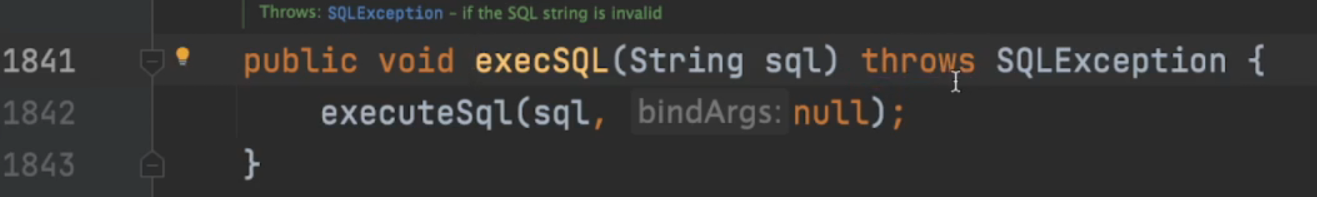 Throws: SQLException – if the SQL string is invalid
1841 public void execSQL(String sql) throws SQLException {
1842 executeSql(sql, bindArgs: null);
1843 }